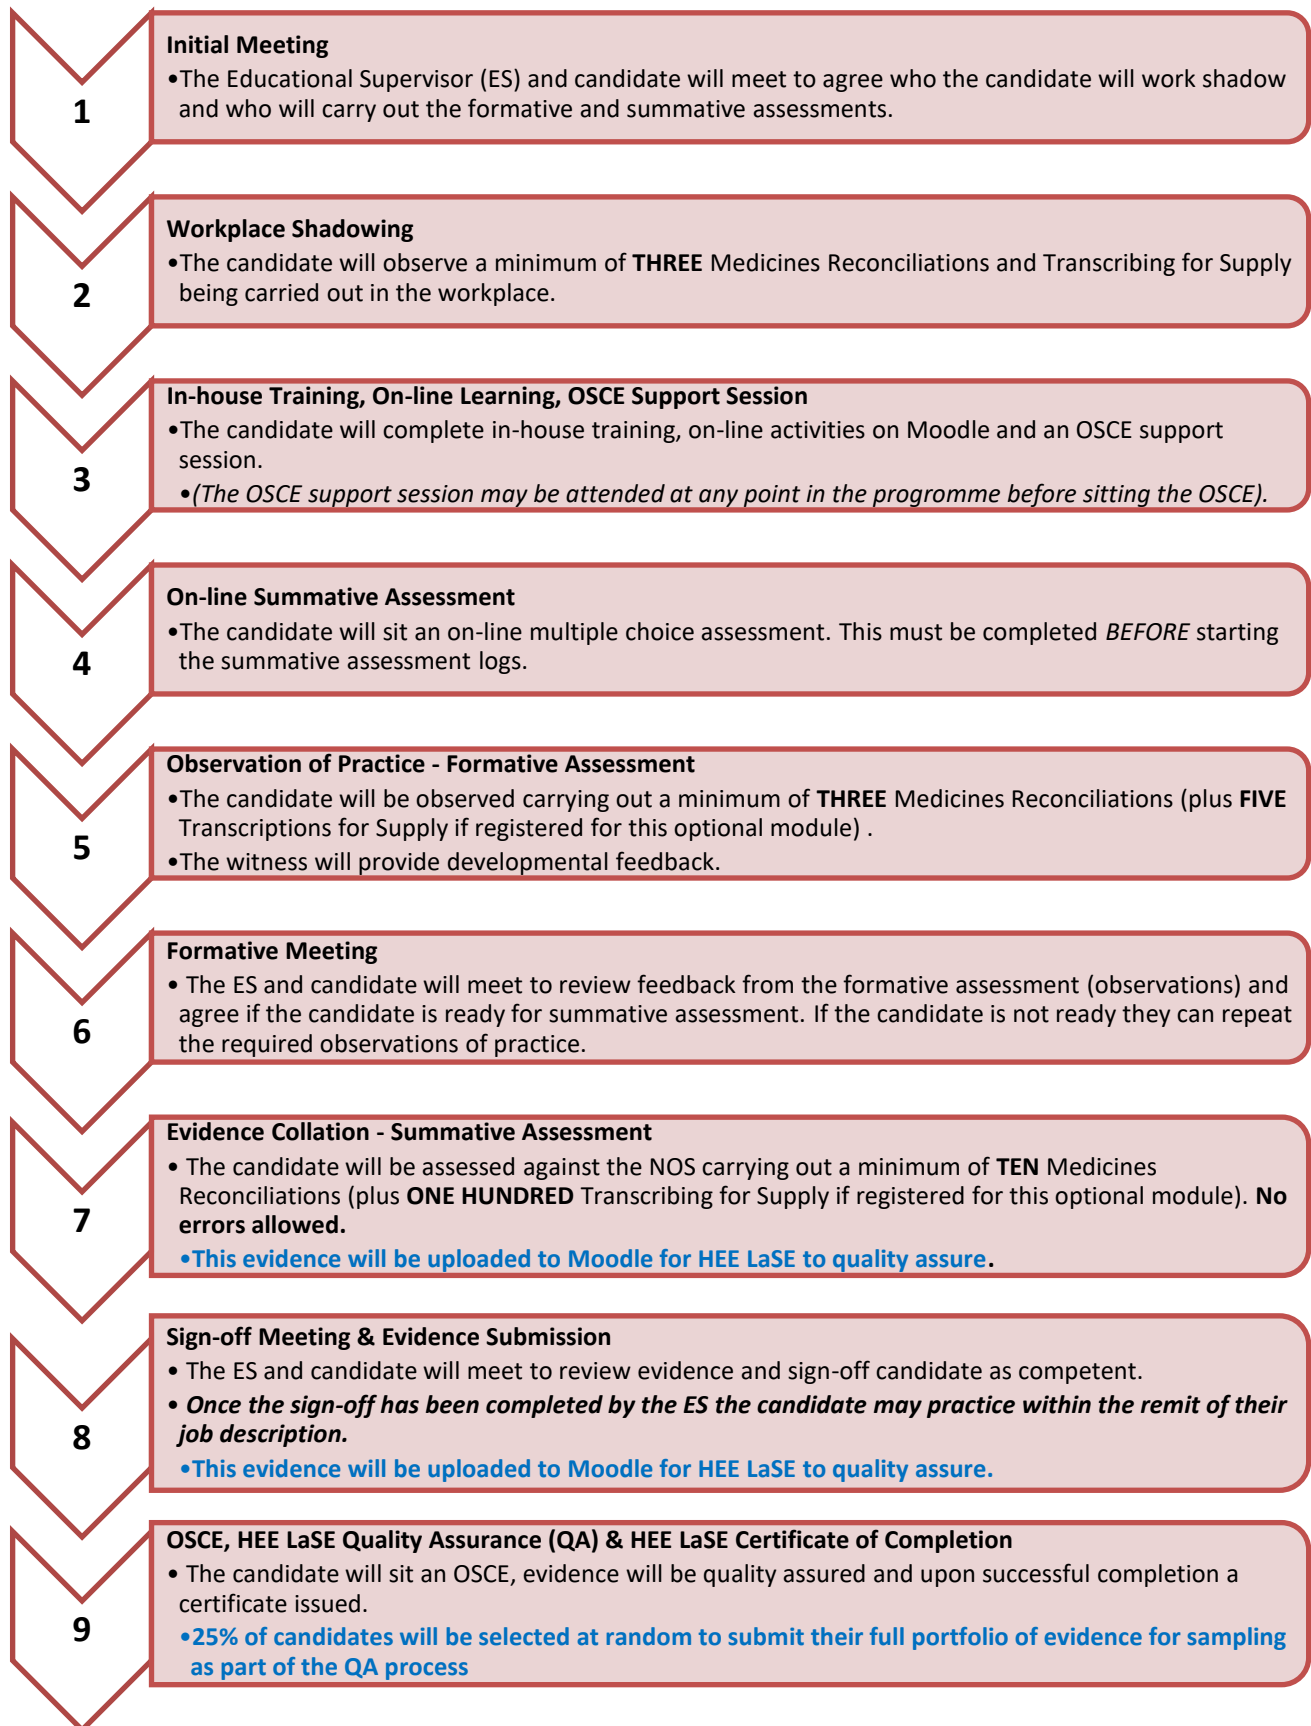 1
Initial Meeting
•The Educational Supervisor (ES) and candidate will meet to agree who the candidate will work shadow
and who will carry out the formative and summative assessments.
2
Workplace Shadowing
•The candidate will observe a minimum of THREE Medicines Reconciliations and Transcribing for Supply
being carried out in the workplace.
3
In-house Training, On-line Learning, OSCE Support Session
•The candidate will complete in-house training, on-line activities on Moodle and an OSCE support
session.
•(The OSCE support session may be attended at any point in the progromme before sitting the OSCE).
4
On-line Summative Assessment
•The candidate will sit an on-line multiple choice assessment. This must be completed BEFORE starting
the summative assessment logs.
5
Observation of Practice - Formative Assessment
•The candidate will be observed carrying out a minimum of THREE Medicines Reconciliations (plus FIVE
Transcriptions for Supply if registered for this optional module) .
•The witness will provide developmental feedback.
6
Formative Meeting
• The ES and candidate will meet to review feedback from the formative assessment (observations) and
agree if the candidate is ready for summative assessment. If the candidate is not ready they can repeat
the required observations of practice.
7
Evidence Collation - Summative Assessment
• The candidate will be assessed against the NOS carrying out a minimum of TEN Medicines
Reconciliations (plus ONE HUNDRED Transcribing for Supply if registered for this optional module). No
errors allowed.
•This evidence will be uploaded to Moodle for HEE LaSE to quality assure.
8
Sign-off Meeting & Evidence Submission
• The ES and candidate will meet to review evidence and sign-off candidate as competent.
• Once the sign-off has been completed by the ES the candidate may practice within the remit of their
job description.
•This evidence will be uploaded to Moodle for HEE LaSE to quality assure.
9
OSCE, HEE LaSE Quality Assurance (QA) & HEE LaSE Certificate of Completion
• The candidate will sit an OSCE, evidence will be quality assured and upon successful completion a
certificate issued.
•25% of candidates will be selected at random to submit their full portfolio of evidence for sampling
as part of the QA process